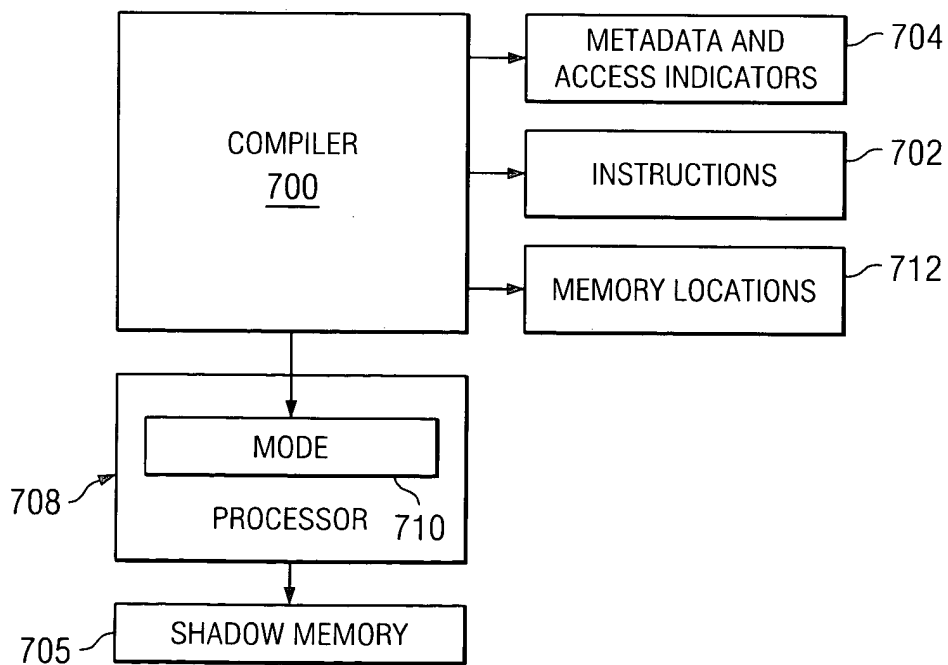 METADATA AND
ACCESS INDICATORS
704
COMPILER
700
INSTRUCTIONS
702
MEMORY LOCATIONS
712
MODE
710
PROCESSOR
708
SHADOW MEMORY
705